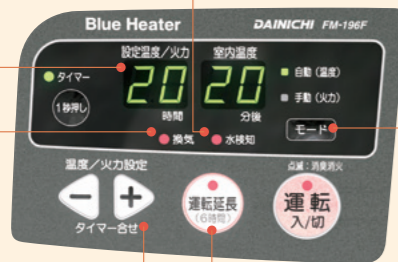 Blue Heater DAINICHI FM-196F
設定温度/火力 室内温度
タイマー
1秒押し
20 20
自動 (温度)
手動 (火力)
時間 分後
換気 水検知
モード
温度/火力設定
点滅：消臭消火
− +
タイマー合せ
運転延長
(6時間)
運転
入/切